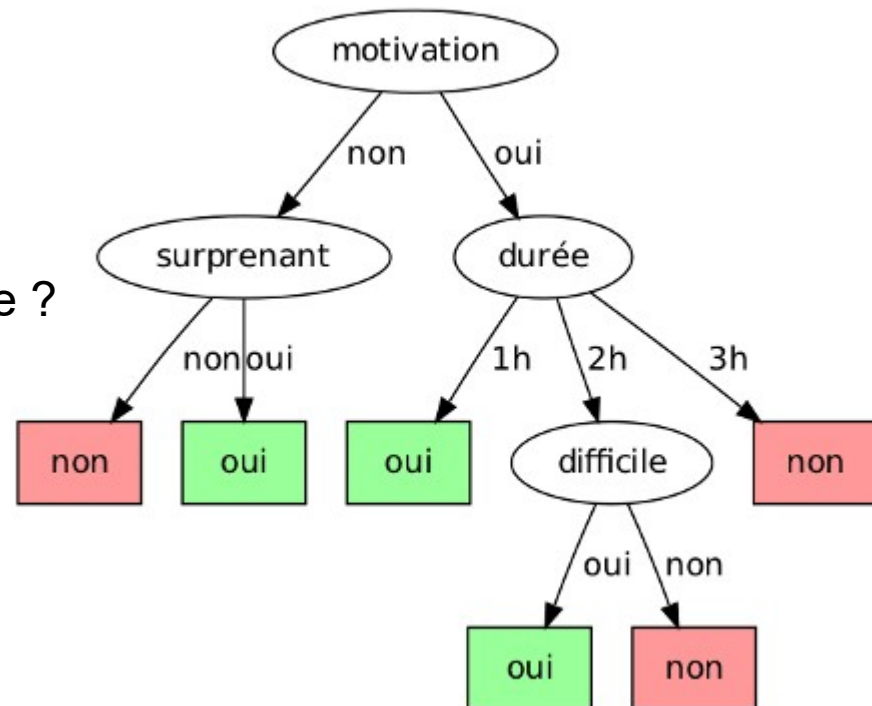 motivation
non oui
surprenant durée
e ?
non oui 1h 2h 3h
non oui oui difficile non
oui non
oui non